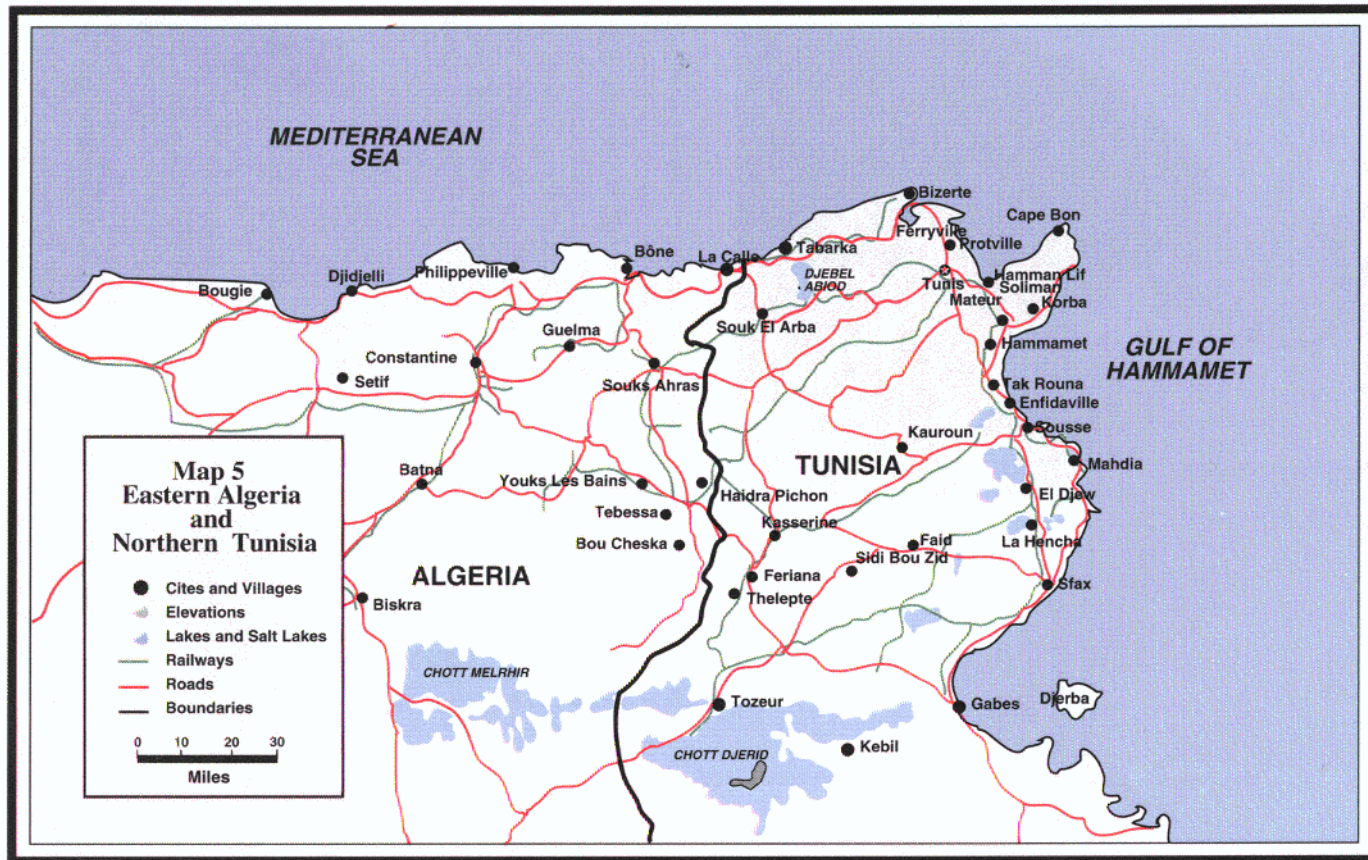 MEDITERRANEAN
SEA
Bizerte
Cape Bon
Ferryville
Protville
Tabarka
La Calle
Bône
Philippeville
Djidjelli
Bougie
DJEBEL
ABIOD
Tunis
Hamman Lif
Soliman
Mateur
Korba
Souk El Arba
Guelma
Constantine
Setif
Souks Ahras
Hammamet
GULF OF
HAMMAMET
Tak Rouna
Enfidaville
Sousse
Kauroun
TUNISIA
Mahdia
Batna
Youks Les Bains
Haidra Pichon
El Djew
Tebessa
Kasserine
La Hencha
Bou Cheska
Faid
Sidi Bou Zid
ALGERIA
Feriana
Sfax
Thelepte
Biskra
CHOTT MELRHIR
Tozeur
Gabes
Djerba
Kebil
CHOTT DJERID
Map 5
Eastern Algeria
and
Northern Tunisia
Cites and Villages
Elevations
Lakes and Salt Lakes
Railways
Roads
Boundaries
0 10 20 30
Miles